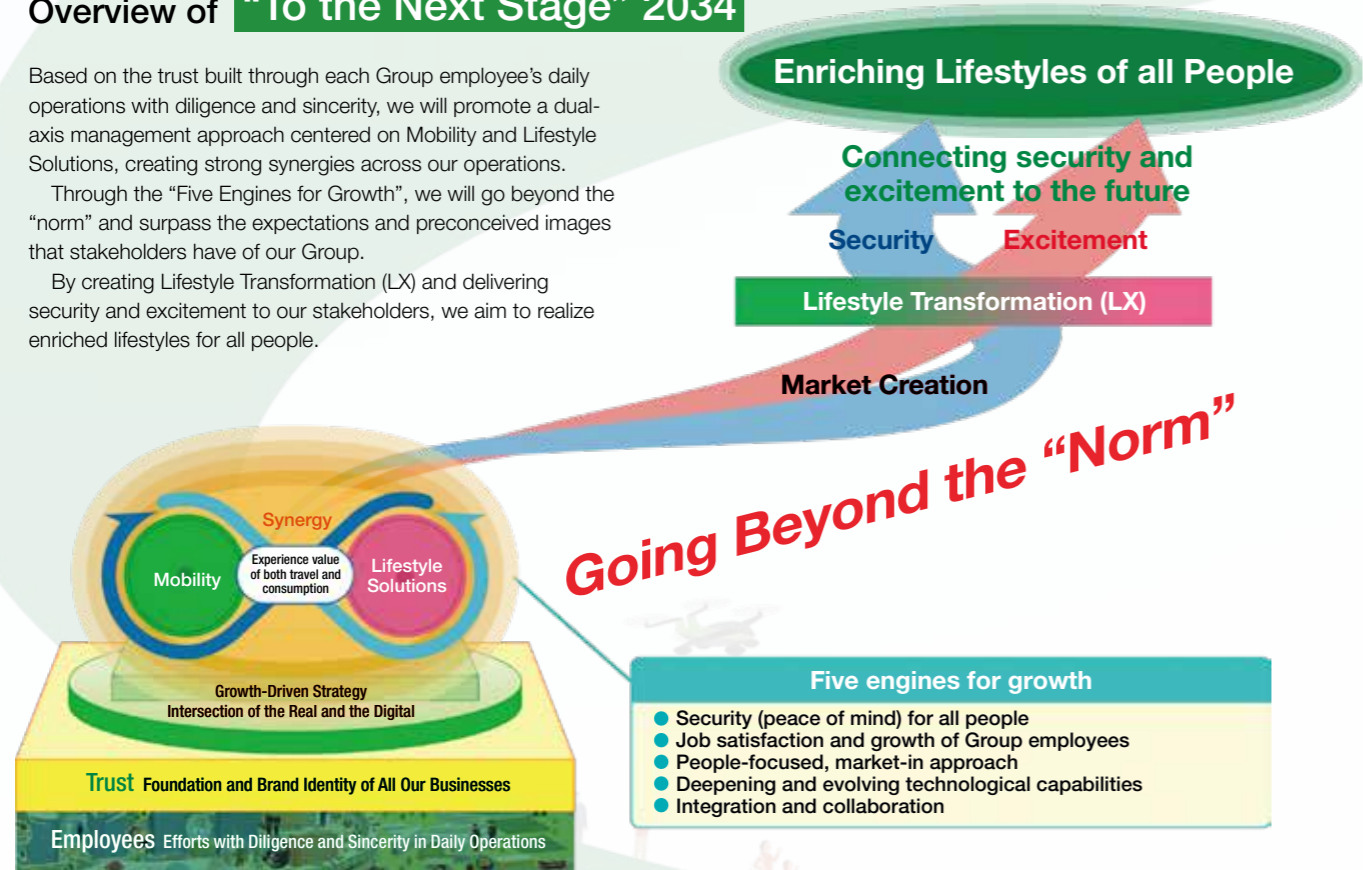 Overview of "To the Next Stage" 2034
Based on the trust built through each Group employee's daily
operations with diligence and sincerity, we will promote a dual-
axis management approach centered on Mobility and Lifestyle
Solutions, creating strong synergies across our operations.
Through the "Five Engines for Growth", we will go beyond the
"norm" and surpass the expectations and preconceived images
that stakeholders have of our Group.
By creating Lifestyle Transformation (LX) and delivering
security and excitement to our stakeholders, we aim to realize
enriched lifestyles for all people.
Enriching Lifestyles of all People
Connecting security and
excitement to the future
Security
Excitement
Lifestyle Transformation (LX)
Market Creation
Going Beyond the "Norm"
Synergy
Mobility
Experience value
of both travel and
consumption
Lifestyle
Solutions
Growth-Driven Strategy
Intersection of the Real and the Digital
Trust Foundation and Brand Identity of All Our Businesses
Employees Efforts with Diligence and Sincerity in Daily Operations
Five engines for growth
● Security (peace of mind) for all people
● Job satisfaction and growth of Group employees
● People-focused, market-in approach
● Deepening and evolving technological capabilities
● Integration and collaboration